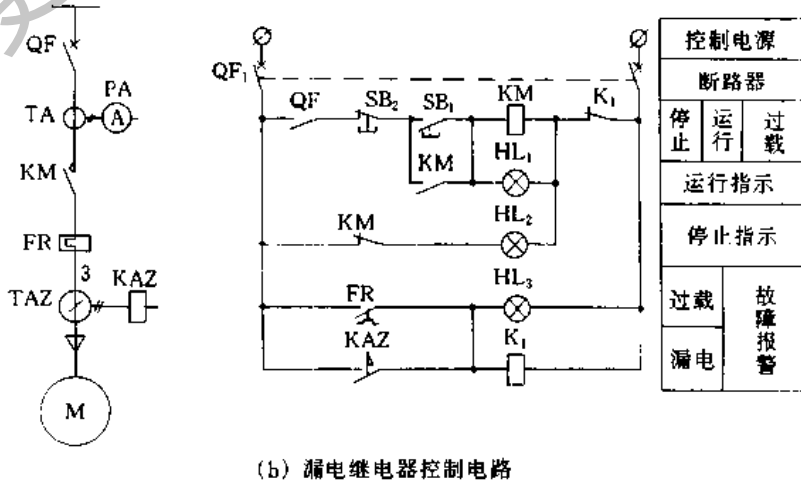 QF
PA
TA
A
KM
FR
3
TAZ
KAZ
M
QF₁
QF
SB₂
SB₁
KM
K₁
KM
HL₁
KM
HL₂
FR
HL₃
KAZ
K₁
控制电源
断路器
停止
运行
过载
运行指示
停止指示
过载
漏电
故障报警
(b) 漏电继电器控制电路